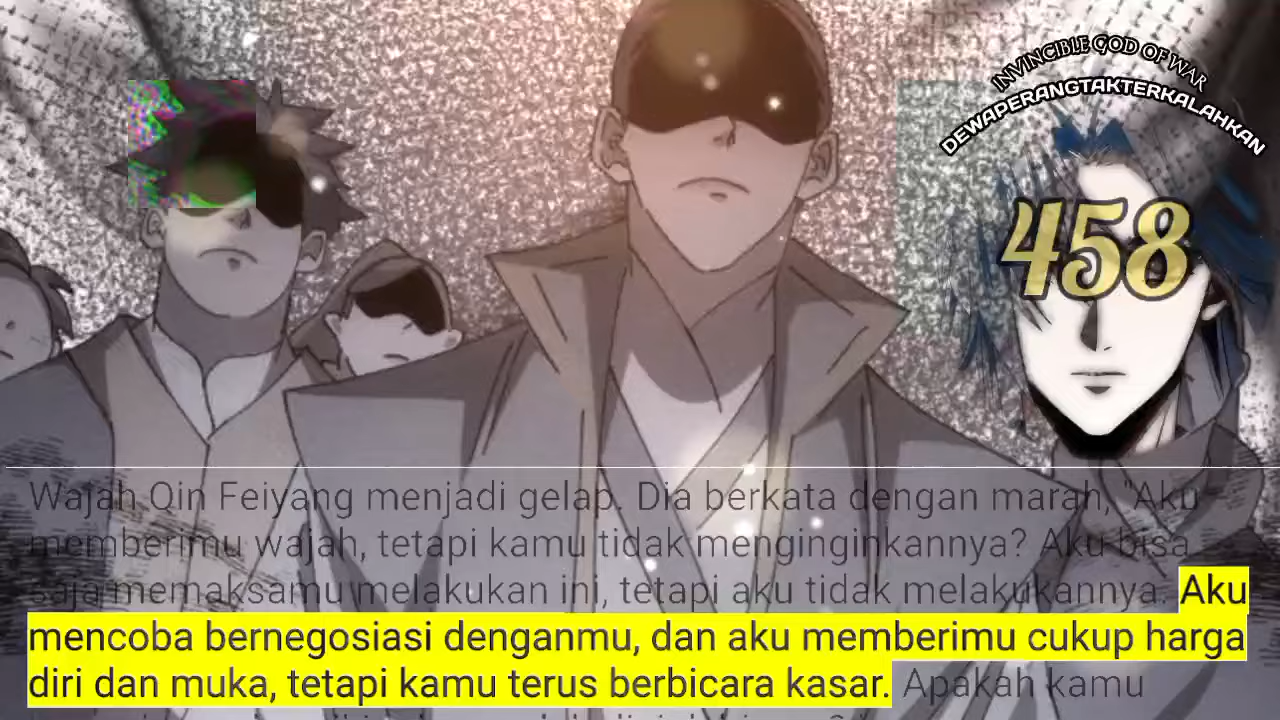 INVINCIBLE GOD OF WAR
DEWAPERANGTAKTERKALAHKAN
458
Wajah Qin Feiyang menjadi gelap. Dia berkata dengan marah, "Aku
memberimu wajah, tetapi kamu tidak menginginkannya? Aku bisa
saja memaksamu melakukan ini, tetapi aku tidak melakukannya. Aku
mencoba bernegosiasi denganmu, dan aku memberimu cukup harga
diri dan muka, tetapi kamu terus berbicara kasar. Apakah kamu